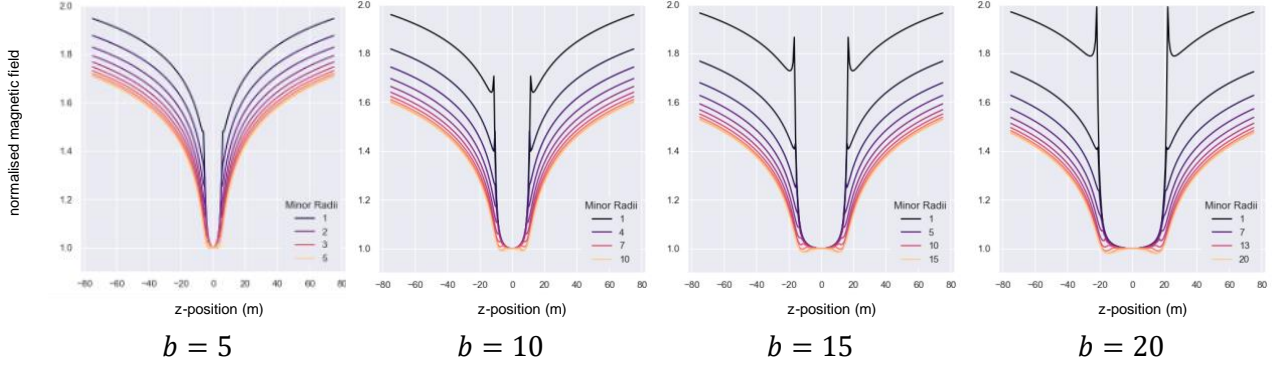 normalised magnetic field
2.0
1.8
1.6
1.4
1.2
1.0
Minor Radii
1
2
3
5
−80 −60 −40 −20 0 20 40 60 80
z-position (m)
b = 5
2.0
1.8
1.6
1.4
1.2
1.0
Minor Radii
1
4
7
10
−80 −60 −40 −20 0 20 40 60 80
z-position (m)
b = 10
2.0
1.8
1.6
1.4
1.2
1.0
Minor Radii
1
5
10
15
−80 −60 −40 −20 0 20 40 60 80
z-position (m)
b = 15
2.0
1.8
1.6
1.4
1.2
1.0
Minor Radii
1
7
13
20
−80 −60 −40 −20 0 20 40 60 80
z-position (m)
b = 20